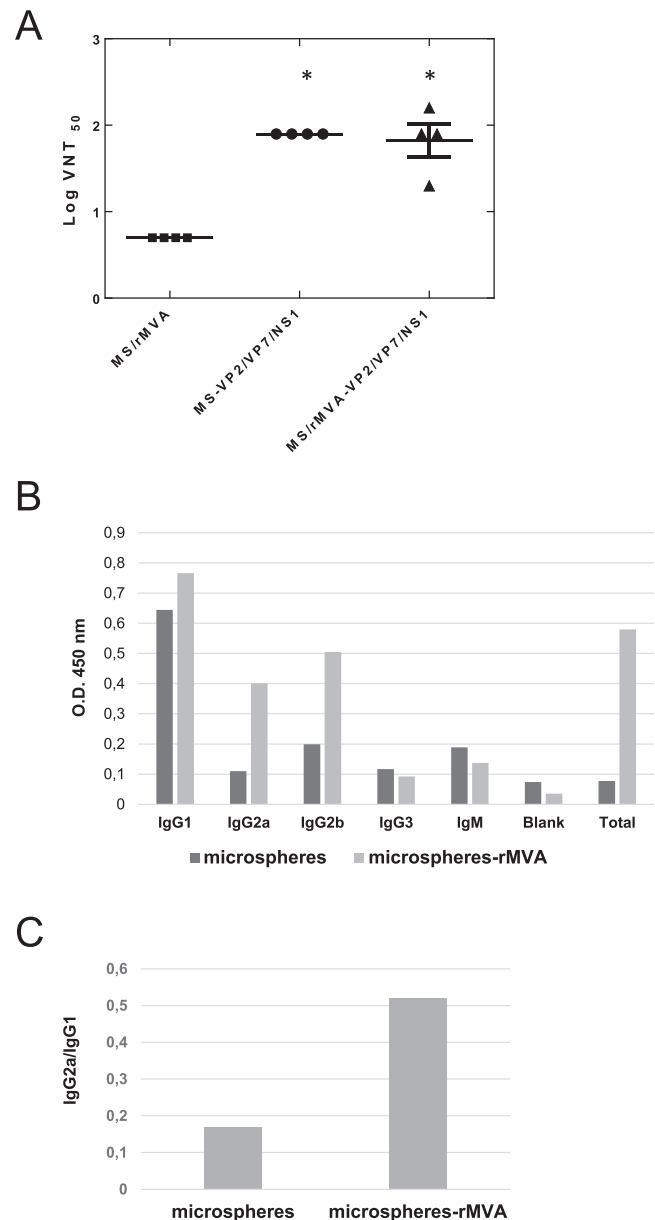 A
3
2
1
0
Log VNT 50
*
*
MS/rMVA
MS-VP2/VP7/NS1
MS/rMVA-VP2/VP7/NS1
B
0,9
0,8
0,7
0,6
0,5
0,4
0,3
0,2
0,1
0
O.D. 450 nm
IgG1 IgG2a IgG2b IgG3 IgM Blank Total
microspheres microspheres-rMVA
C
0,6
0,5
0,4
0,3
0,2
0,1
0
IgG2a/IgG1
microspheres microspheres-rMVA